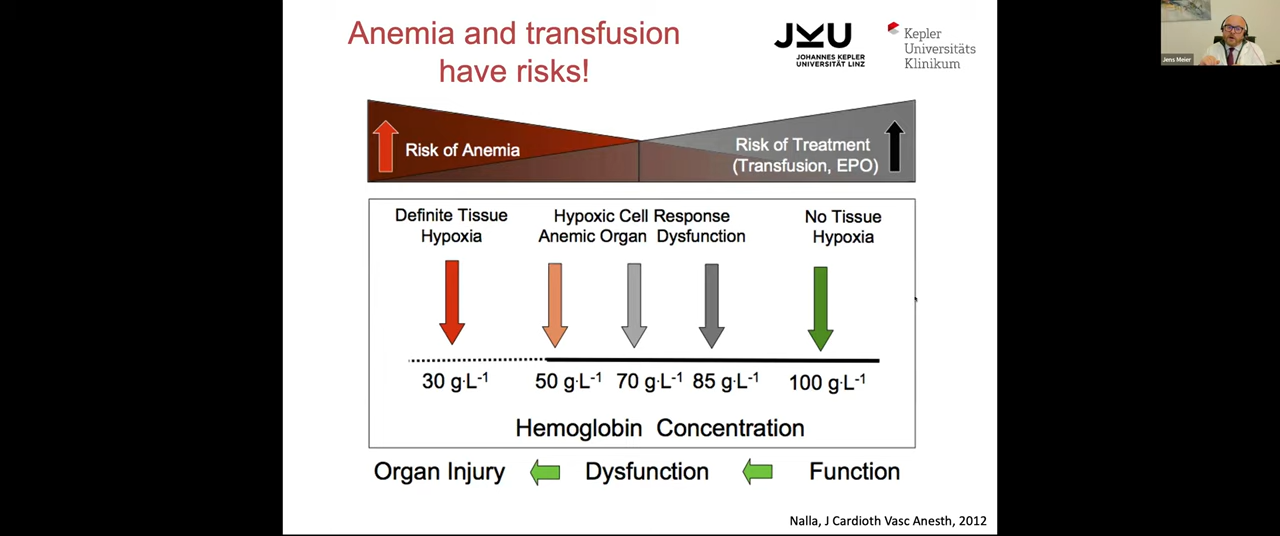 Anemia and transfusion
have risks!
JKU
JOHANNES KEPLER
UNIVERSITÄT LINZ
Kepler
Universitäts
Klinikum
Jens Meier
Risk of Anemia
Risk of Treatment
(Transfusion, EPO)
Definite Tissue
Hypoxia
Hypoxic Cell Response
Anemic Organ Dysfunction
No Tissue
Hypoxia
30 g·L⁻¹ 50 g·L⁻¹ 70 g·L⁻¹ 85 g·L⁻¹ 100 g·L⁻¹
Hemoglobin Concentration
Organ Injury Dysfunction Function
Nalla, J Cardioth Vasc Anesth, 2012